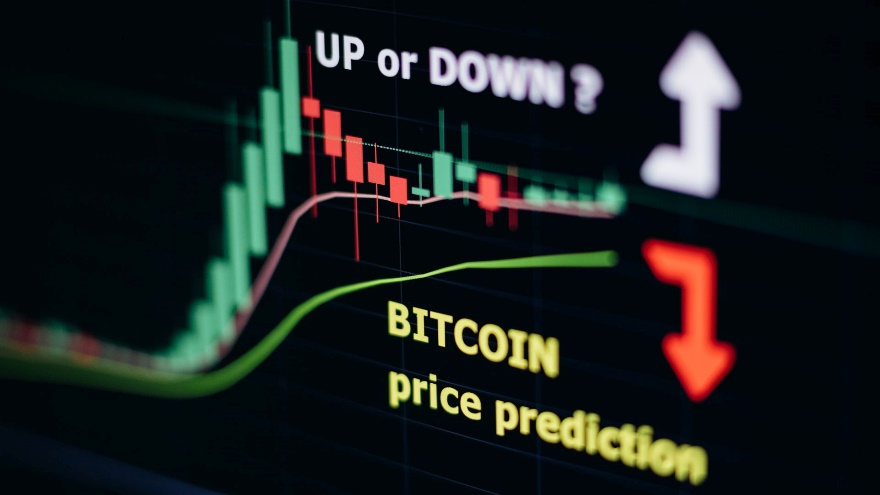 UP or DOWN ?
BITCOIN
price prediction